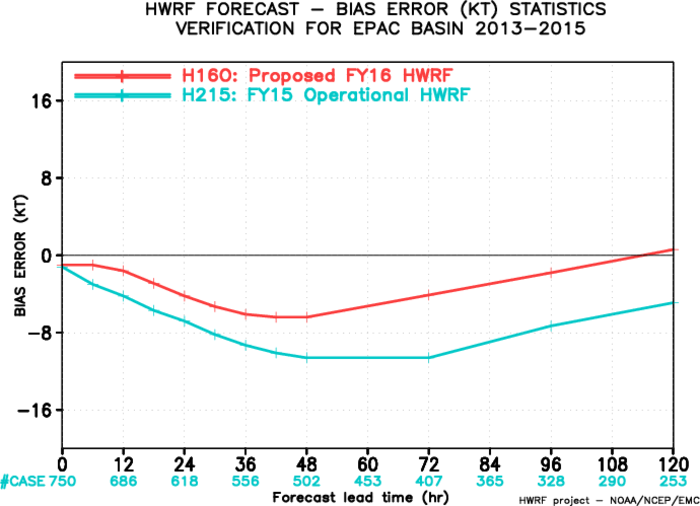 HWRF FORECAST – BIAS ERROR (KT) STATISTICS
VERIFICATION FOR EPAC BASIN 2013–2015
H16O: Proposed FY16 HWRF
H215: FY15 Operational HWRF
BIAS ERROR (KT)
16
8
0
–8
–16
0 12 24 36 48 60 72 84 96 108 120
#CASE 750 686 618 556 502 453 407 365 328 290 253
Forecast lead time (hr)
HWRF project – NOAA/NCEP/EMC